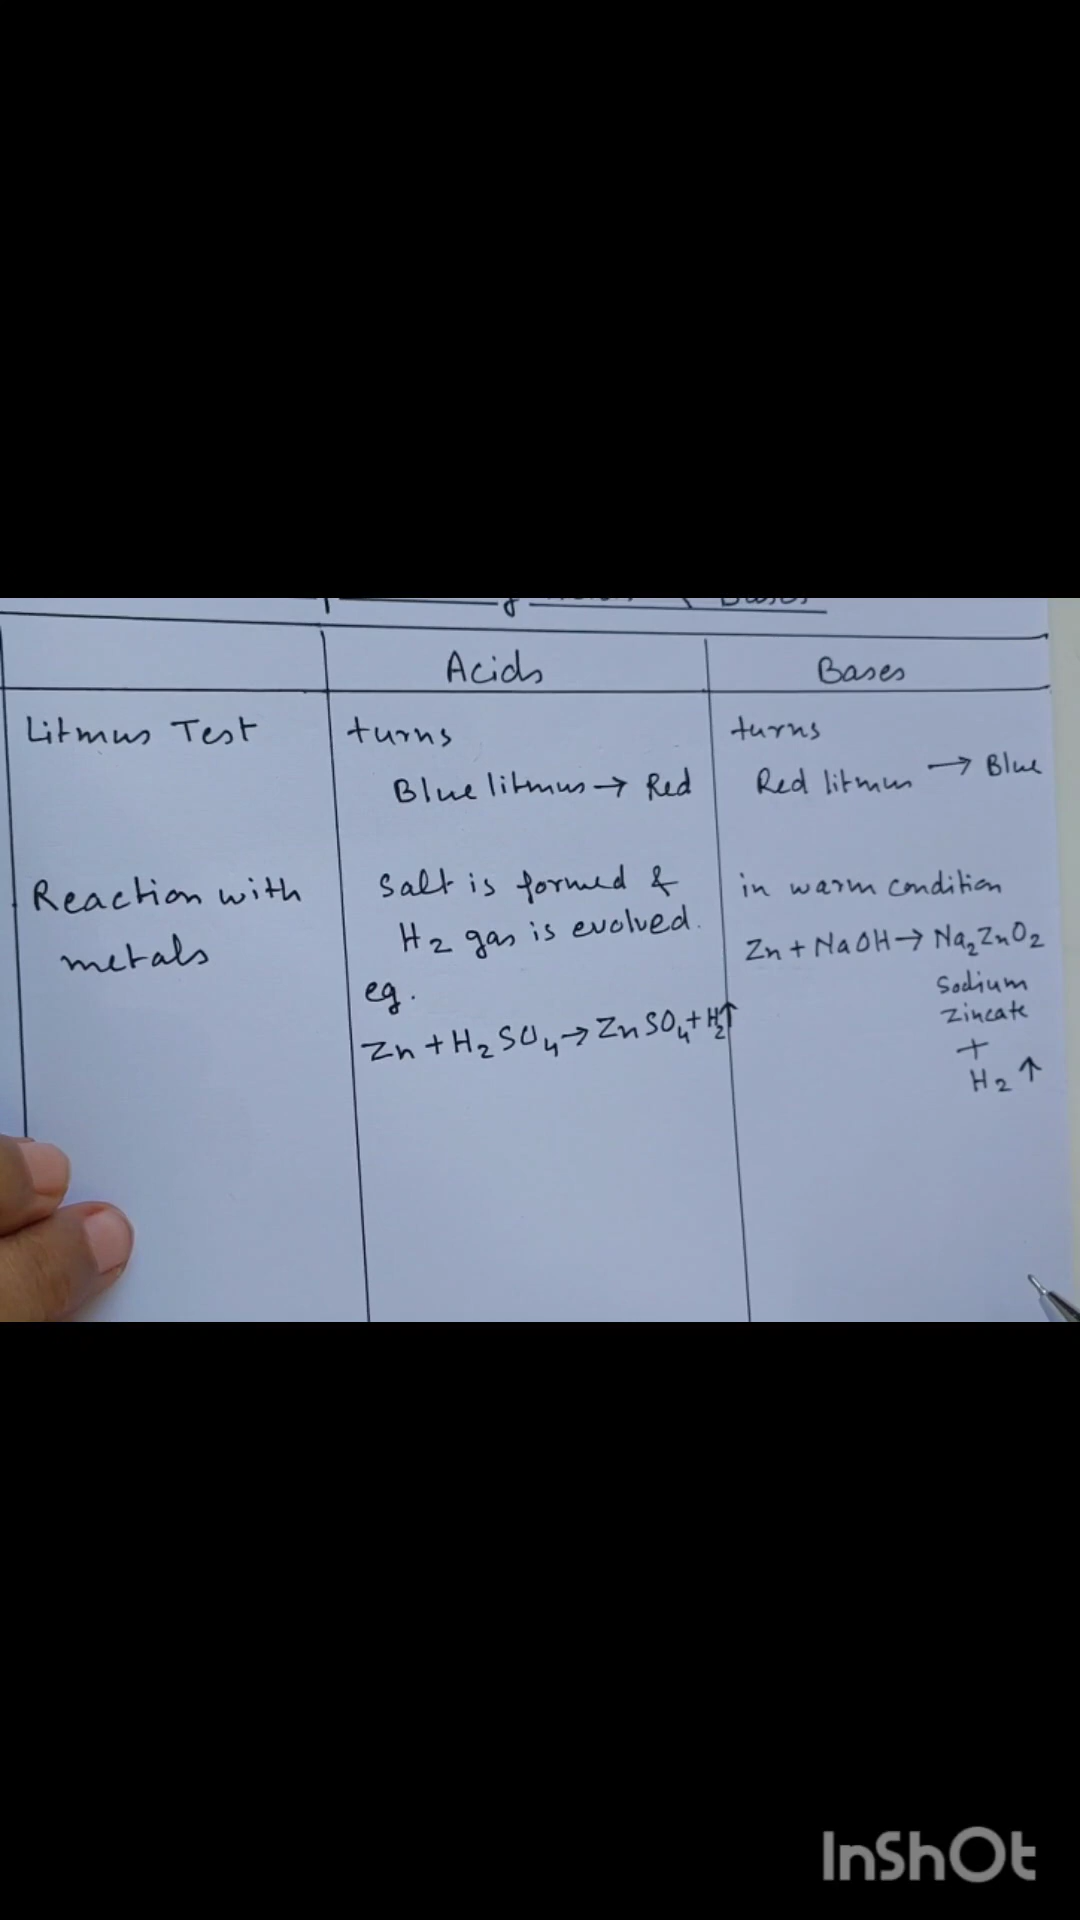 Bases
Acids
Bases
Litmus Test
turns
Blue litmus → Red
turns
Red litmus → Blue
Reaction with
metals
Salt is formed &
H2 gas is evolved.
eg.
Zn + H2SO4 → ZnSO4 + H2↑
in warm condition
Zn + NaOH → Na2ZnO2
Sodium
Zincate
+
H2 ↑
InShOt